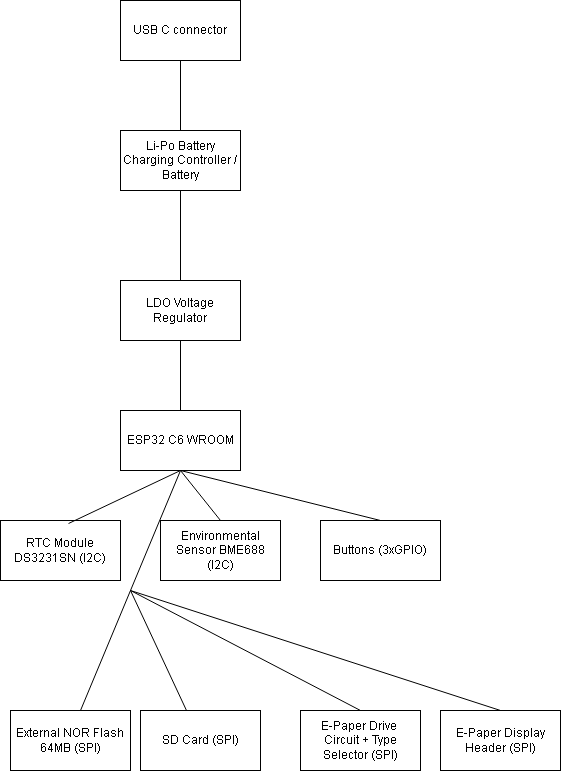 USB C connector
Li-Po Battery
Charging Controller /
Battery
LDO Voltage
Regulator
ESP32 C6 WROOM
RTC Module
DS3231SN (I2C)
Environmental
Sensor BME688
(I2C)
Buttons (3xGPIO)
External NOR Flash
64MB (SPI)
SD Card (SPI)
E-Paper Drive
Circuit + Type
Selector (SPI)
E-Paper Display
Header (SPI)